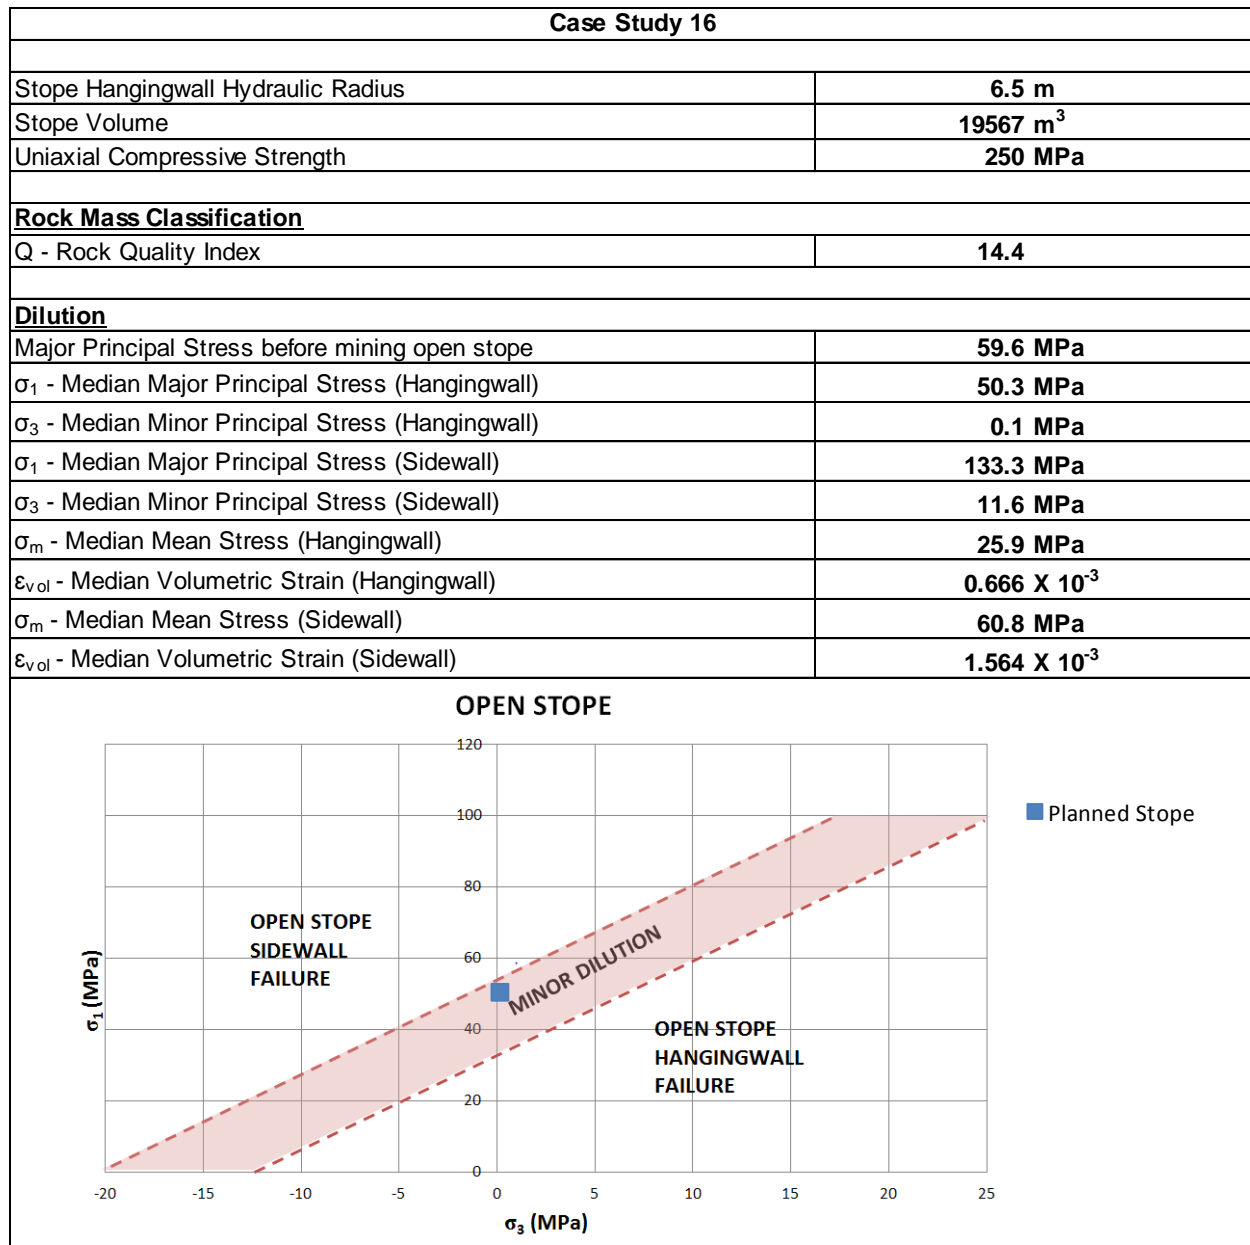 Case Study 16
Stope Hangingwall Hydraulic Radius 6.5 m
Stope Volume 19567 m³
Uniaxial Compressive Strength 250 MPa
Rock Mass Classification
Q - Rock Quality Index 14.4
Dilution
Major Principal Stress before mining open stope 59.6 MPa
σ₁ - Median Major Principal Stress (Hangingwall) 50.3 MPa
σ₃ - Median Minor Principal Stress (Hangingwall) 0.1 MPa
σ₁ - Median Major Principal Stress (Sidewall) 133.3 MPa
σ₃ - Median Minor Principal Stress (Sidewall) 11.6 MPa
σₘ - Median Mean Stress (Hangingwall) 25.9 MPa
εᵥₒₗ - Median Volumetric Strain (Hangingwall) 0.666 X 10⁻³
σₘ - Median Mean Stress (Sidewall) 60.8 MPa
εᵥₒₗ - Median Volumetric Strain (Sidewall) 1.564 X 10⁻³
OPEN STOPE
120
100
80
60
40
20
0
σ₁ (MPa)
OPEN STOPE
SIDEWALL
FAILURE
MINOR DILUTION
OPEN STOPE
HANGINGWALL
FAILURE
Planned Stope
-20 -15 -10 -5 0 5 10 15 20 25
σ₃ (MPa)